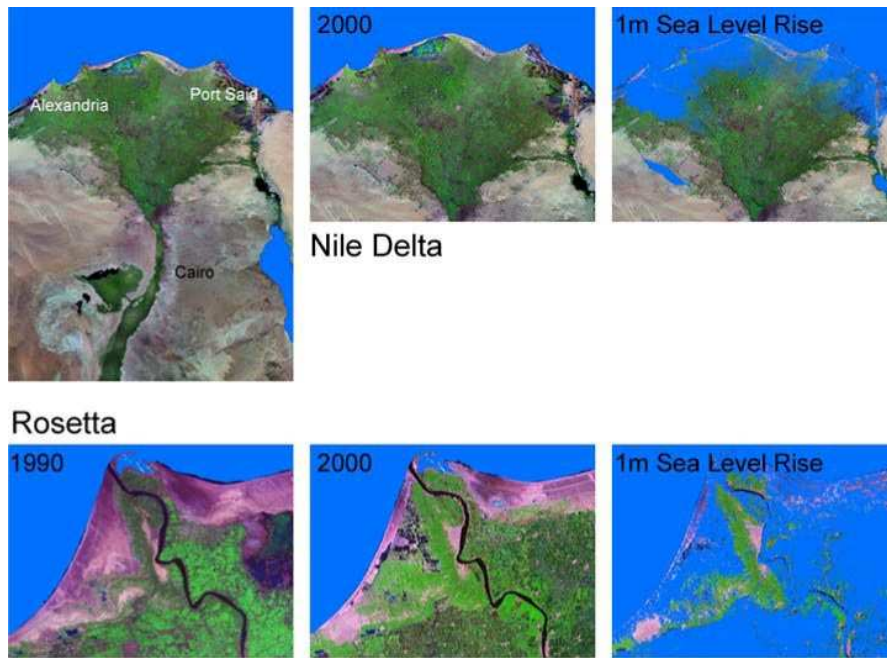 2000
1m Sea Level Rise
Alexandria
Port Said
Nile Delta
Cairo
Rosetta
1990
2000
1m Sea Level Rise